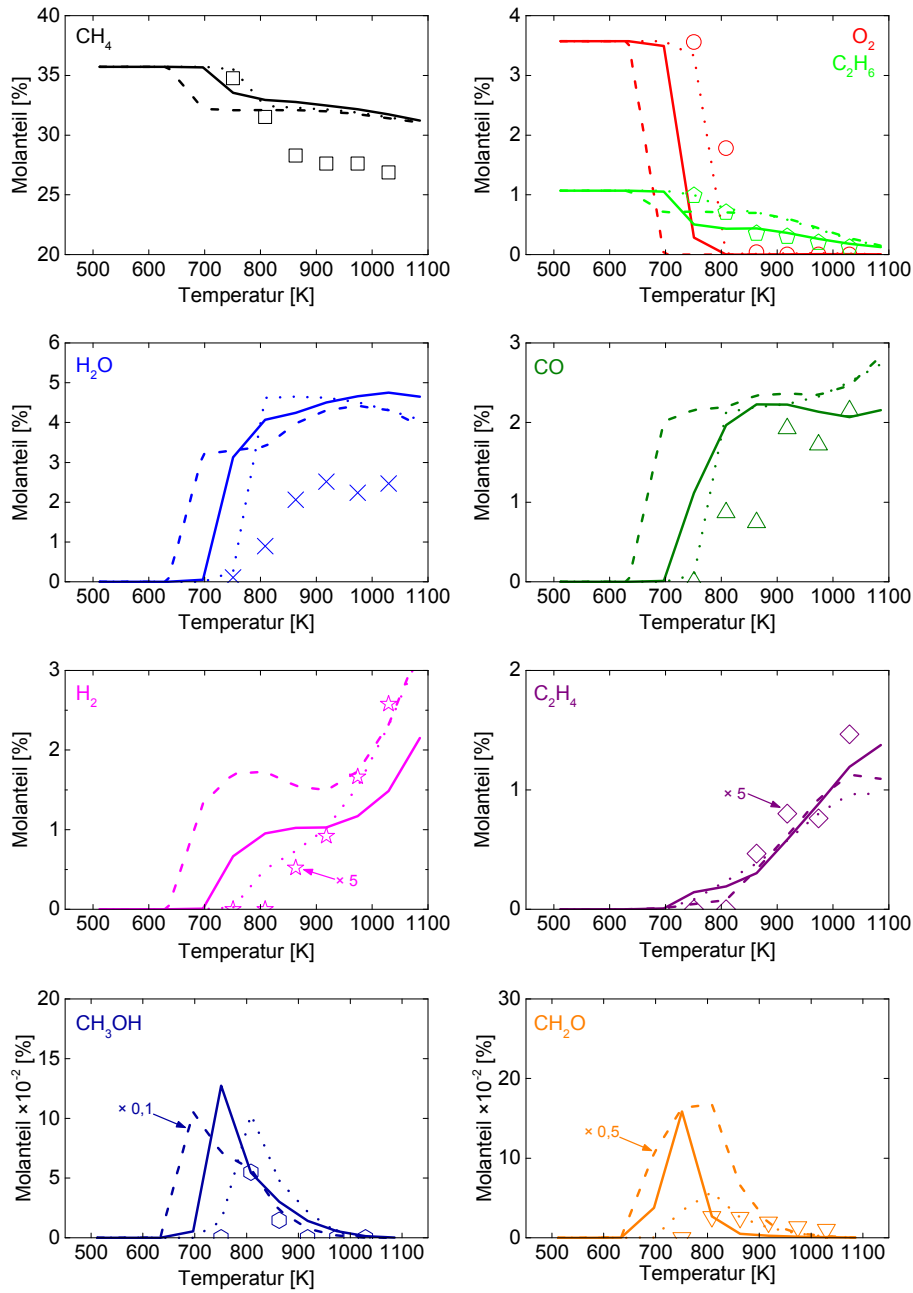 CH₄
Molanteil [%]
40
35
30
25
20
500 600 700 800 900 1000 1100
Temperatur [K]
O₂
C₂H₆
Molanteil [%]
4
3
2
1
0
500 600 700 800 900 1000 1100
Temperatur [K]
H₂O
Molanteil [%]
6
5
4
3
2
1
0
500 600 700 800 900 1000 1100
Temperatur [K]
CO
Molanteil [%]
3
2
1
0
500 600 700 800 900 1000 1100
Temperatur [K]
H₂
Molanteil [%]
3
2
1
0
× 5
500 600 700 800 900 1000 1100
Temperatur [K]
C₂H₄
Molanteil [%]
2
1
0
× 5
500 600 700 800 900 1000 1100
Temperatur [K]
CH₃OH
Molanteil ×10⁻² [%]
20
15
10
5
0
× 0,1
500 600 700 800 900 1000 1100
Temperatur [K]
CH₂O
Molanteil ×10⁻² [%]
30
20
10
0
× 0,5
500 600 700 800 900 1000 1100
Temperatur [K]